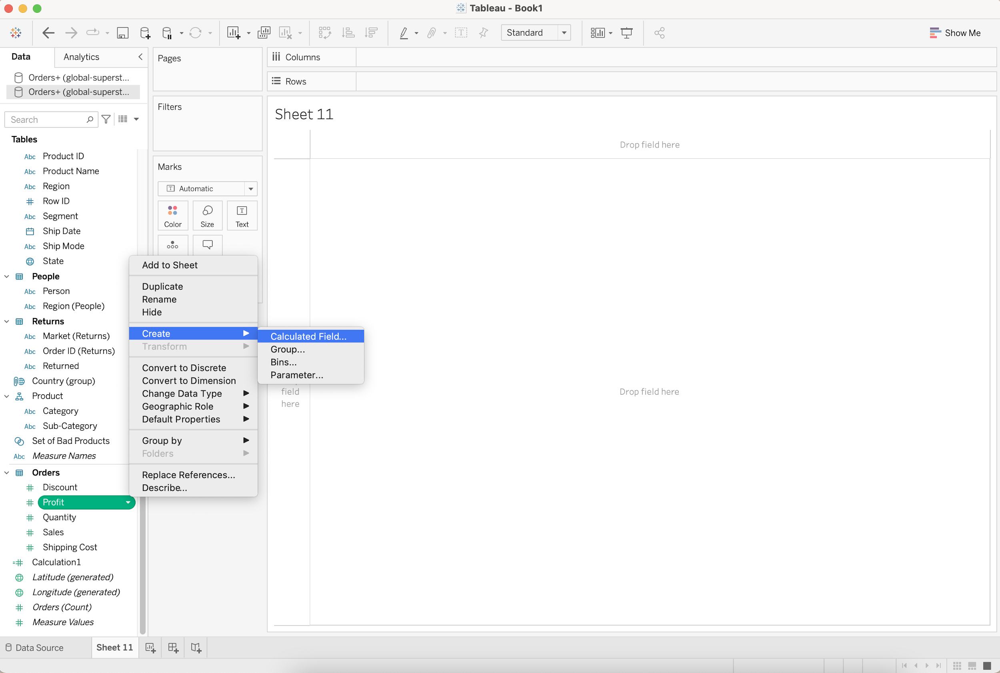 Tableau - Book1
Standard
Show Me
Data
Analytics
Orders+ (global-superst...
Orders+ (global-superst...
Search
Tables
Abc Product ID
Abc Product Name
Abc Region
Row ID
Abc Segment
Ship Date
Abc Ship Mode
State
People
Abc Person
Abc Region (People)
Returns
Abc Market (Returns)
Abc Order ID (Returns)
Abc Returned
Country (group)
Product
Abc Category
Abc Sub-Category
Set of Bad Products
Abc Measure Names
Orders
Discount
Profit
Quantity
Sales
Shipping Cost
Calculation1
Latitude (generated)
Longitude (generated)
Orders (Count)
Measure Values
Pages
Filters
Marks
Automatic
Color
Size
Text
Add to Sheet
Duplicate
Rename
Hide
Create
Transform
Convert to Discrete
Convert to Dimension
Change Data Type
Geographic Role
Default Properties
Group by
Folders
Replace References...
Describe...
Calculated Field...
Group...
Bins...
Parameter...
Columns
Rows
Sheet 11
Drop field here
field
here
Drop field here
Data Source
Sheet 11